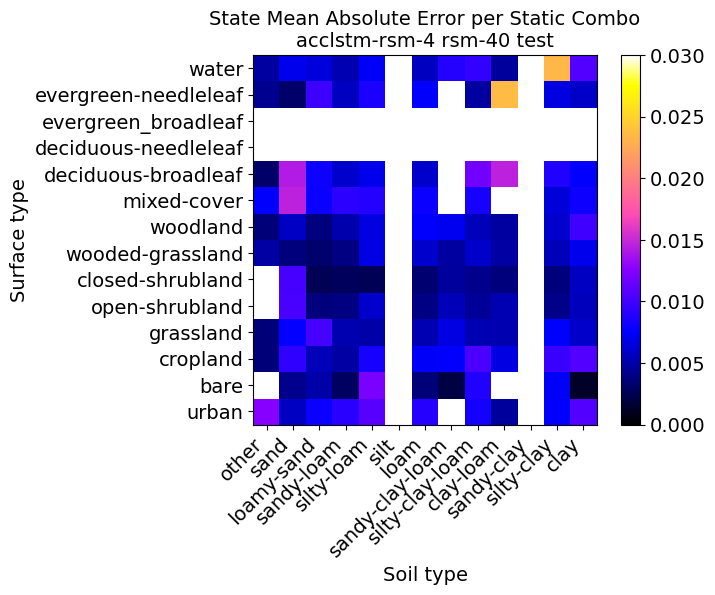 State Mean Absolute Error per Static Combo
acclstm-rsm-4 rsm-40 test
Surface type
water
evergreen-needleleaf
evergreen_broadleaf
deciduous-needleleaf
deciduous-broadleaf
mixed-cover
woodland
wooded-grassland
closed-shrubland
open-shrubland
grassland
cropland
bare
urban
other
sand
loamy-sand
sandy-loam
silty-loam
silt
loam
sandy-clay-loam
silty-clay-loam
clay-loam
sandy-clay
silty-clay
clay
Soil type
0.030
0.025
0.020
0.015
0.010
0.005
0.000